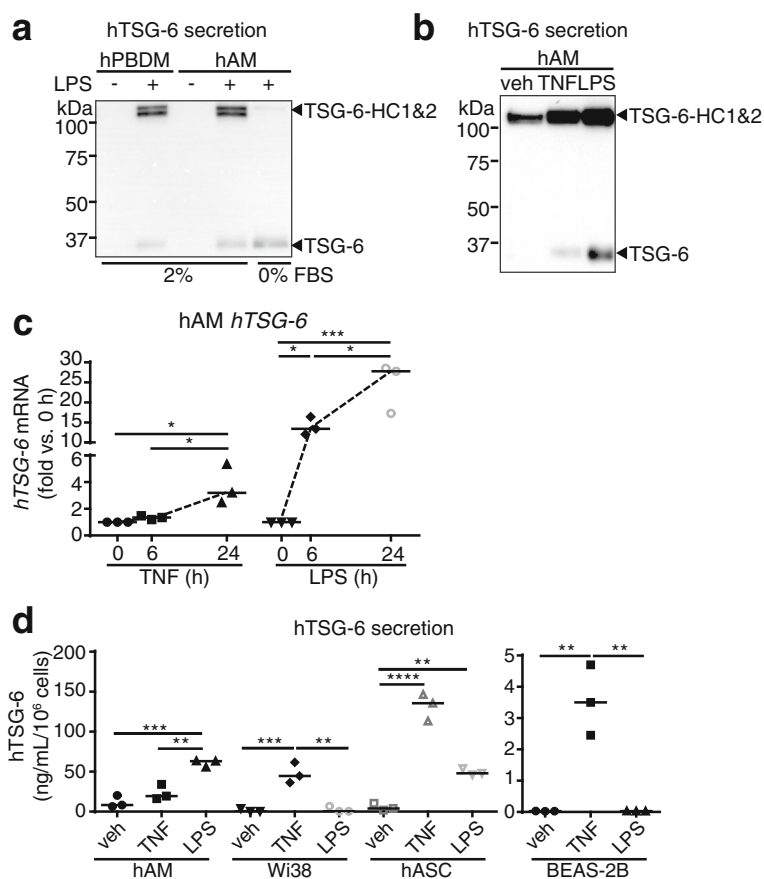 a
hTSG-6 secretion
hPBDM hAM
LPS - + - + +
kDa
100
75
50
37
TSG-6-HC1&2
TSG-6
2% 0% FBS
b
hTSG-6 secretion
hAM
veh TNF LPS
kDa
100
75
50
37
TSG-6-HC1&2
TSG-6
c
hAM hTSG-6
hTSG-6 mRNA
(fold vs. 0 h)
30
25
15
10
6
4
2
0
* *
*** * *
0 6 24 0 6 24
TNF (h) LPS (h)
d
hTSG-6 secretion
hTSG-6
(ng/mL/10⁶ cells)
200
150
100
50
0
*** **
*** **
**** **
5
4
3
2
1
0
** **
veh TNF LPS veh TNF LPS veh TNF LPS veh TNF LPS
hAM Wi38 hASC BEAS-2B